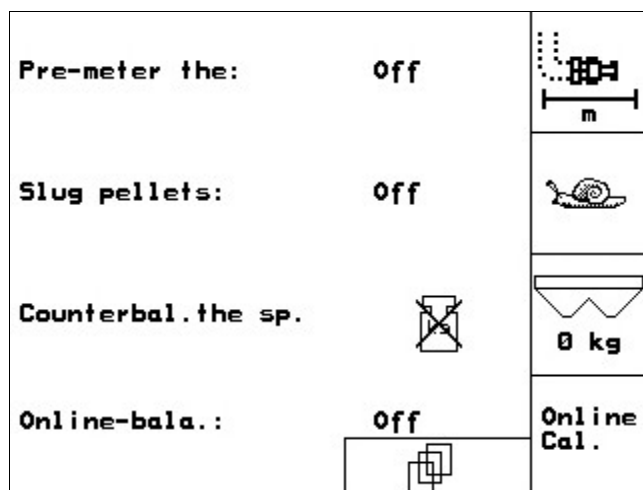 Pre-meter the: Off
m
Slug pellets: Off
Counterbal.the sp.
0 kg
Online-bala.: Off
Online
Cal.